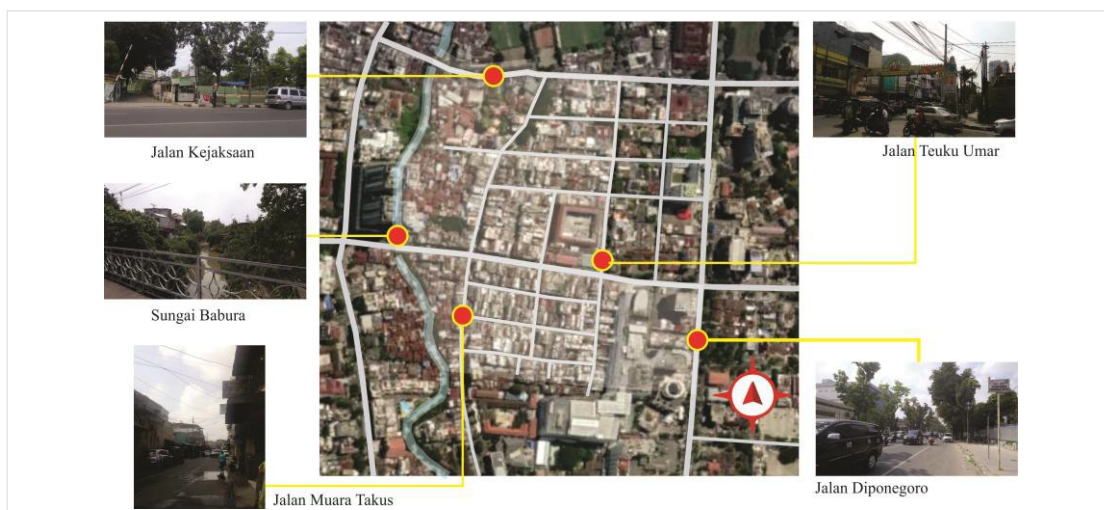 Jalan Kejaksaan
Jalan Teuku Umar
Sungai Babura
Jalan Muara Takus
Jalan Diponegoro